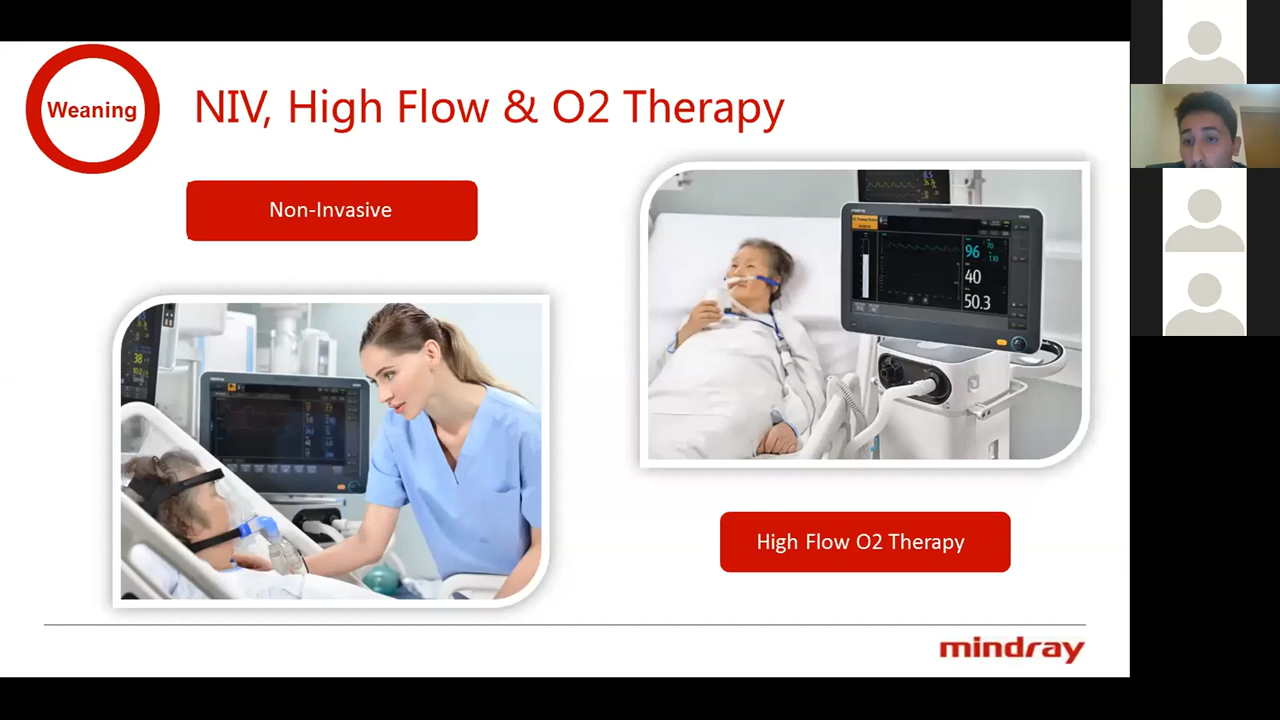 Weaning
NIV, High Flow & O2 Therapy
Non-Invasive
96
40
50.3
High Flow O2 Therapy
mindray